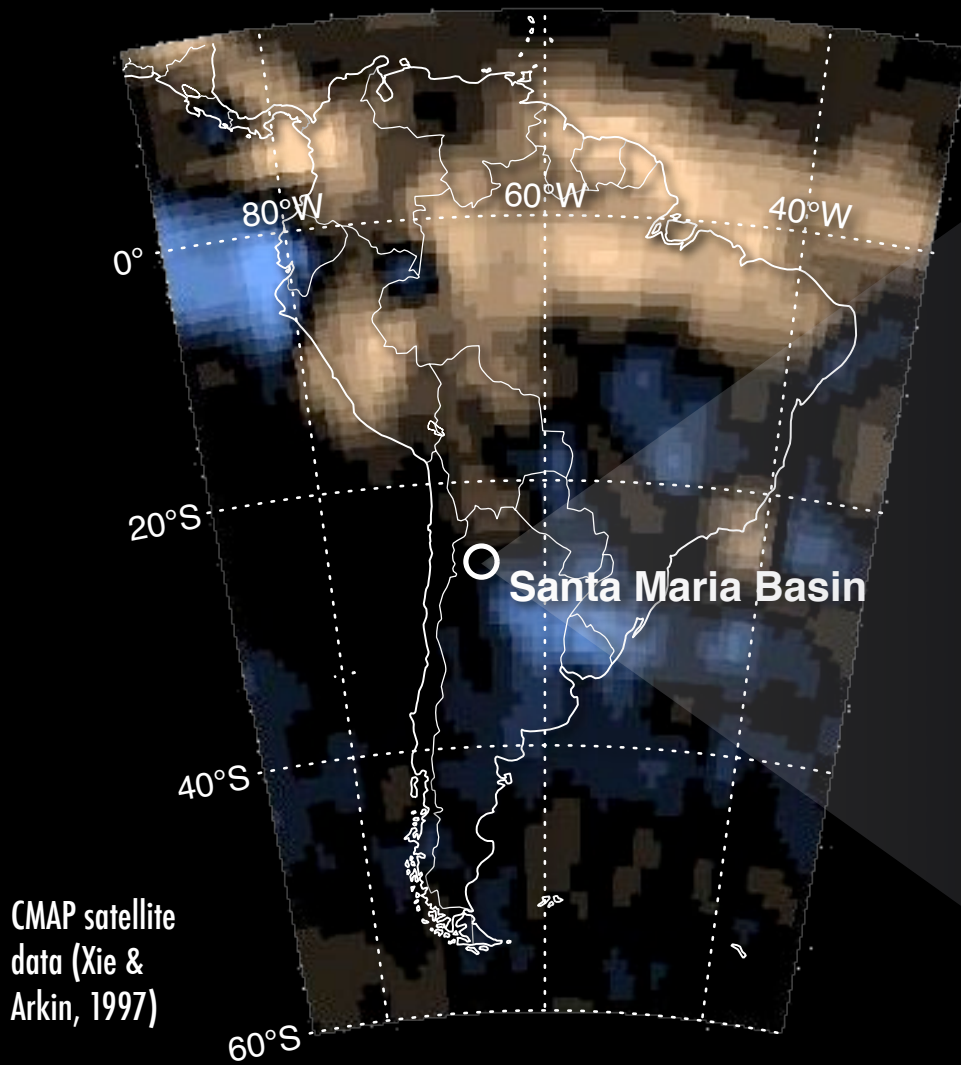 80°W
60°W
40°W
0°
20°S
Santa Maria Basin
40°S
CMAP satellite
data (Xie &
Arkin, 1997)
60°S